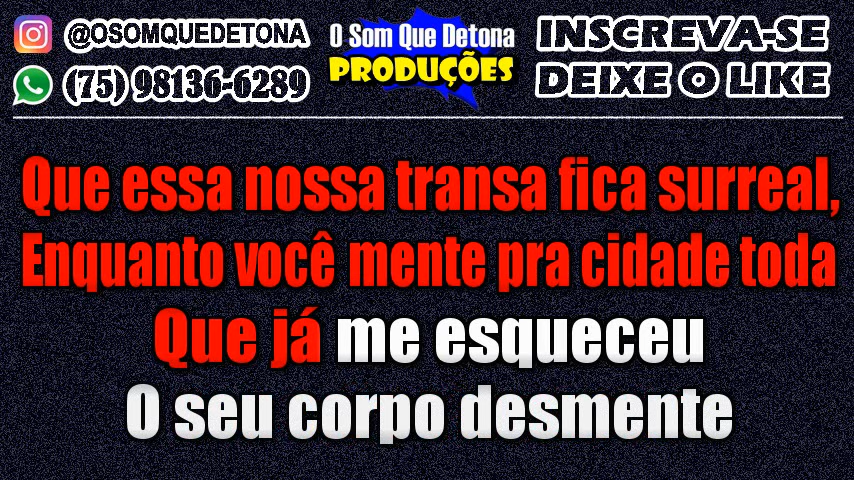 @OSOMQUEDETONA
(75) 98136-6289
O Som Que Detona
PRODUÇÕES
INSCREVA-SE
DEIXE O LIKE
Que essa nossa transa fica surreal,
Enquanto você mente pra cidade toda
Que já me esqueceu
O seu corpo desmente